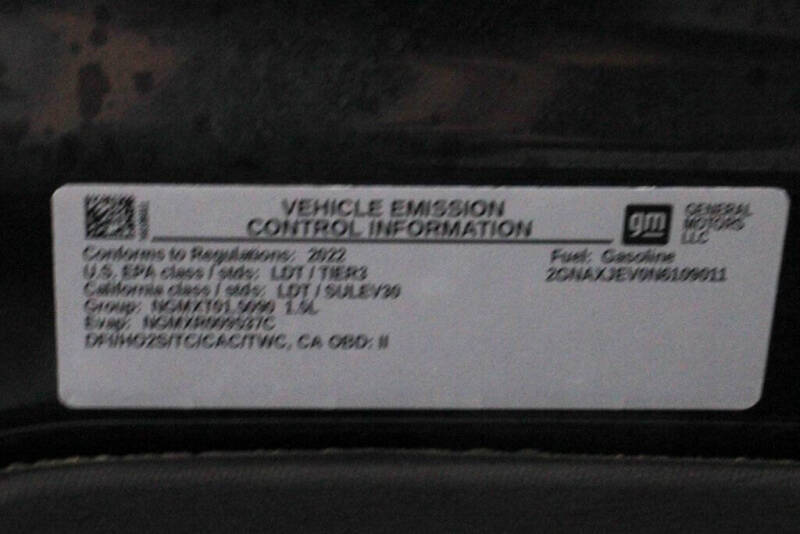 VEHICLE EMISSION
CONTROL INFORMATION
gm
GENERAL
MOTORS
LLC
Conforms to Regulations: 2022
Fuel: Gasoline
U.S. EPA class / stds: LDT / TIER3
2GNAXJEV0N6109011
California class / stds: LDT / SULEV30
Group: NGMXT01.5090 1.5L
Evap:
DFI/HO2S/TC/CAC/TWC, CA OBD: II